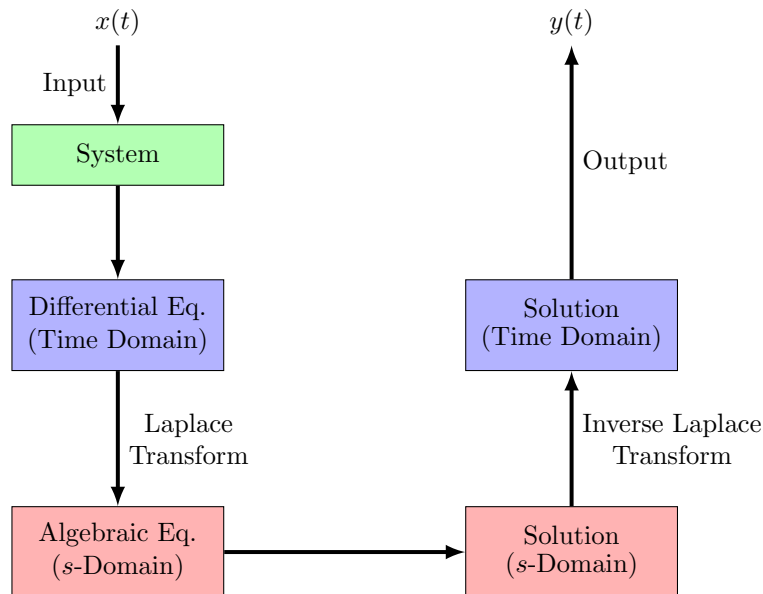 x(t)
y(t)
Input
System
Output
Differential Eq.
(Time Domain)
Solution
(Time Domain)
Laplace
Transform
Inverse Laplace
Transform
Algebraic Eq.
(s-Domain)
Solution
(s-Domain)